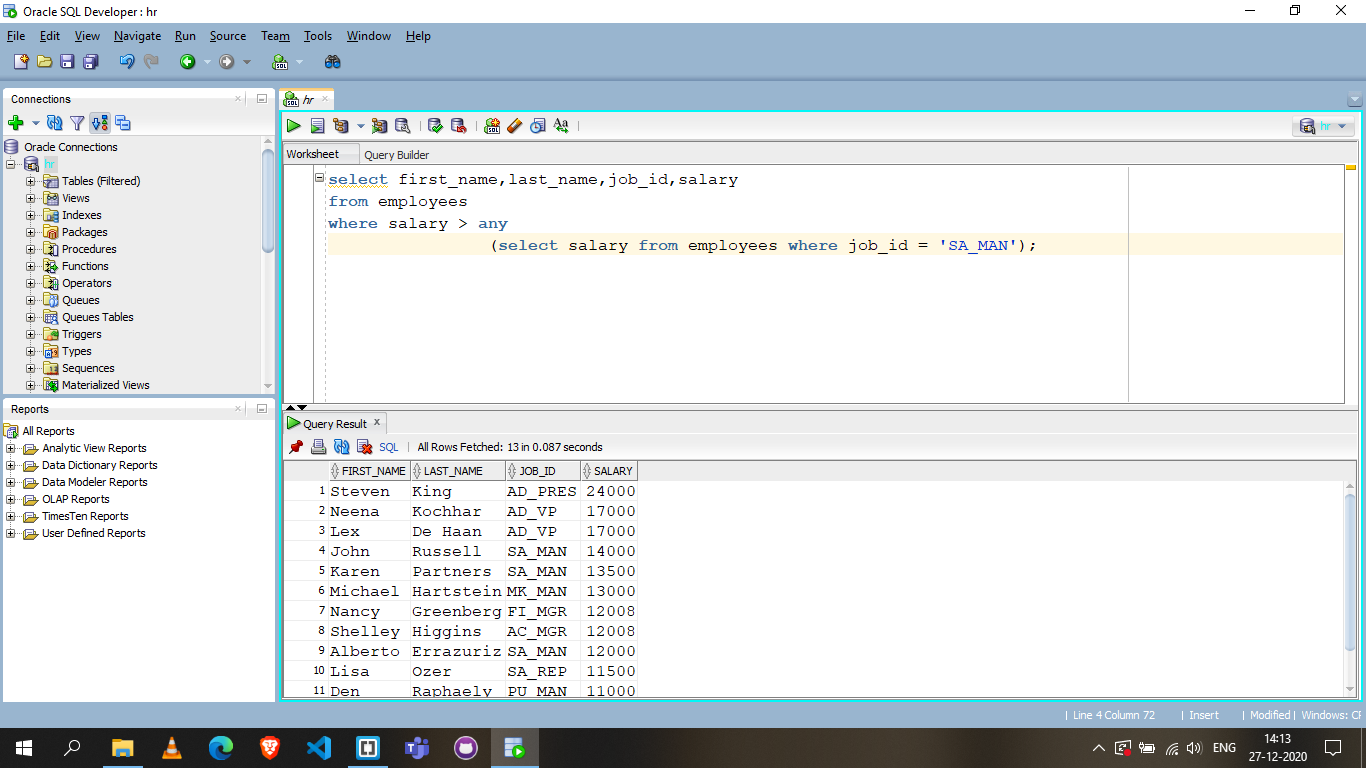 Oracle SQL Developer : hr
File Edit View Navigate Run Source Team Tools Window Help
Connections
Oracle Connections
hr
Tables (Filtered)
Views
Indexes
Packages
Procedures
Functions
Operators
Queues
Queues Tables
Triggers
Types
Sequences
Materialized Views
Reports
All Reports
Analytic View Reports
Data Dictionary Reports
Data Modeler Reports
OLAP Reports
TimesTen Reports
User Defined Reports
hr
hr
Worksheet Query Builder
select first_name,last_name,job_id,salary
from employees
where salary > any
(select salary from employees where job_id = 'SA_MAN');
Query Result
SQL | All Rows Fetched: 13 in 0.087 seconds
FIRST_NAME LAST_NAME JOB_ID SALARY
1 Steven King AD_PRES 24000
2 Neena Kochhar AD_VP 17000
3 Lex De Haan AD_VP 17000
4 John Russell SA_MAN 14000
5 Karen Partners SA_MAN 13500
6 Michael Hartstein MK_MAN 13000
7 Nancy Greenberg FI_MGR 12008
8 Shelley Higgins AC_MGR 12008
9 Alberto Errazuriz SA_MAN 12000
10 Lisa Ozer SA_REP 11500
11 Den Raphaely PU_MAN 11000
| Line 4 Column 72 | Insert | Modified | Windows: CF
ENG
14:13
27-12-2020